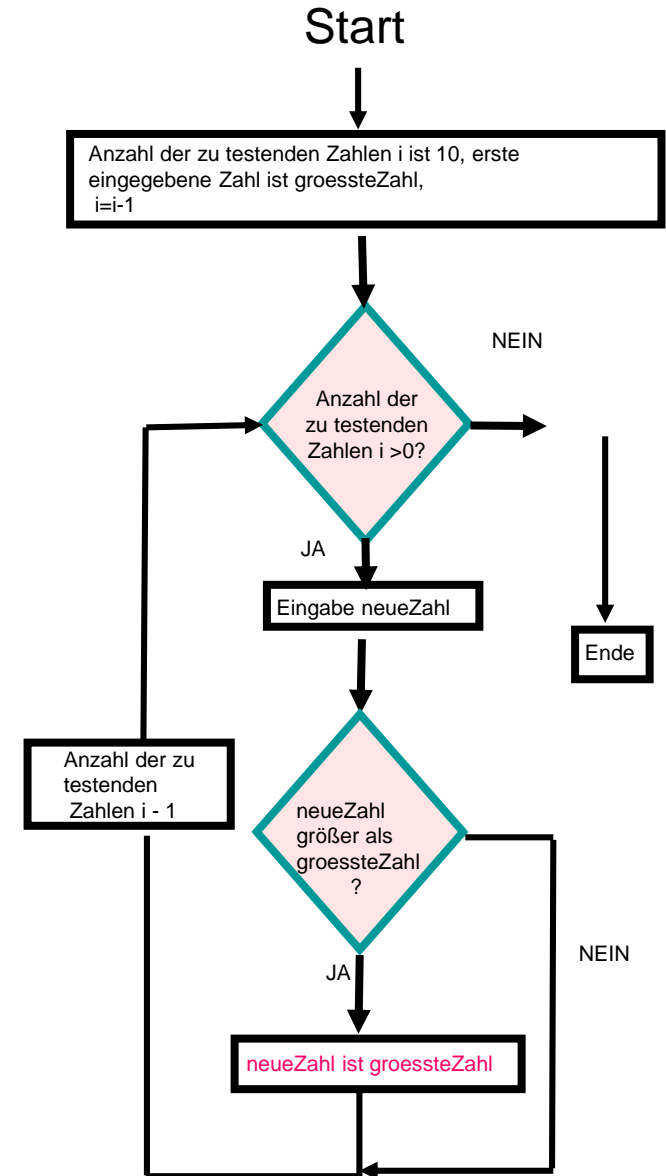 Start
Anzahl der zu testenden Zahlen i ist 10, erste
eingegebene Zahl ist groessteZahl,
i=i-1
NEIN
Anzahl der
zu testenden
Zahlen i >0?
JA
Eingabe neueZahl
Ende
Anzahl der zu
testenden
Zahlen i - 1
neueZahl
größer als
groessteZahl
?
NEIN
JA
neueZahl ist groessteZahl